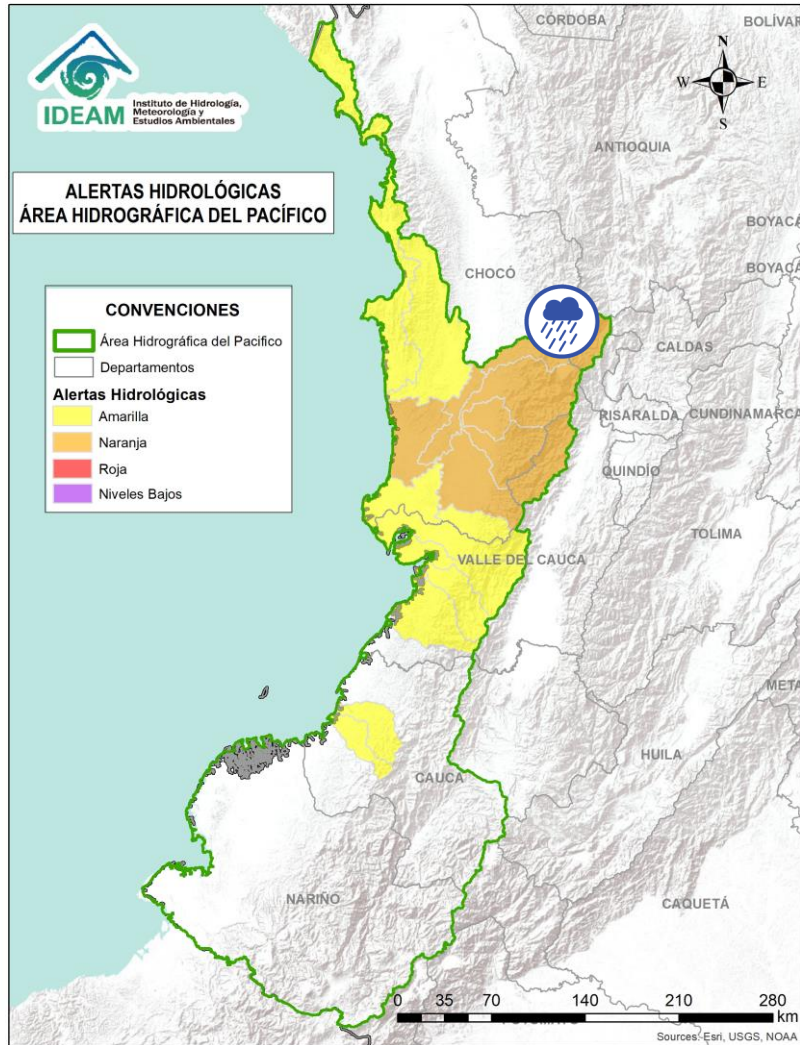 CÓRDOBA
BOLÍVAR
IDEAM
Instituto de Hidrología,
Meteorología y
Estudios Ambientales
N
W
E
S
ANTIOQUIA
ALERTAS HIDROLÓGICAS
ÁREA HIDROGRÁFICA DEL PACÍFICO
BOYACÁ
CHOCÓ
BOYACÁ
CONVENCIONES
Área Hidrográfica del Pacifico
Departamentos
Alertas Hidrológicas
Amarilla
Naranja
Roja
Niveles Bajos
CALDAS
RISARALDA
CUNDINAMARCA
QUINDÍO
TOLIMA
VALLE DEL CAUCA
META
HUILA
CAUCA
NARIÑO
CAQUETÁ
0 35 70 140 210 280
km
Sources: Esri, USGS, NOAA